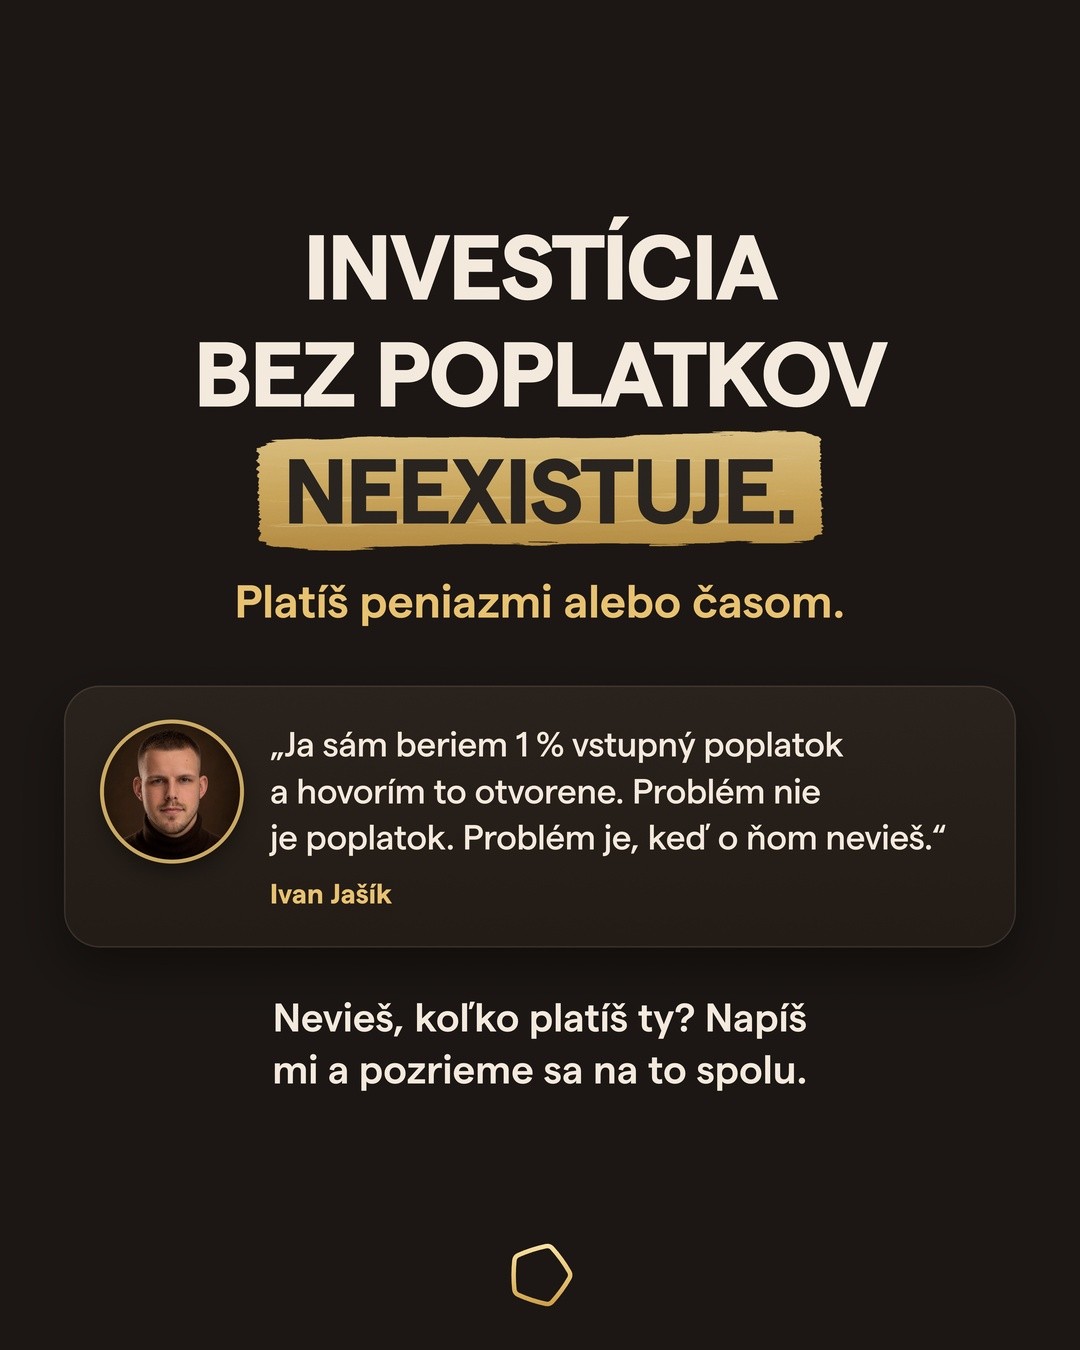 INVESTÍCIA
BEZ POPLATKOV
NEEXISTUJE.
Platíš peniazmi alebo časom.
„Ja sám beriem 1 % vstupný poplatok
a hovorím to otvorene. Problém nie
je poplatok. Problém je, keď o ňom nevieš.“
Ivan Jašík
Nevieš, koľko platíš ty? Napíš
mi a pozrieme sa na to spolu.